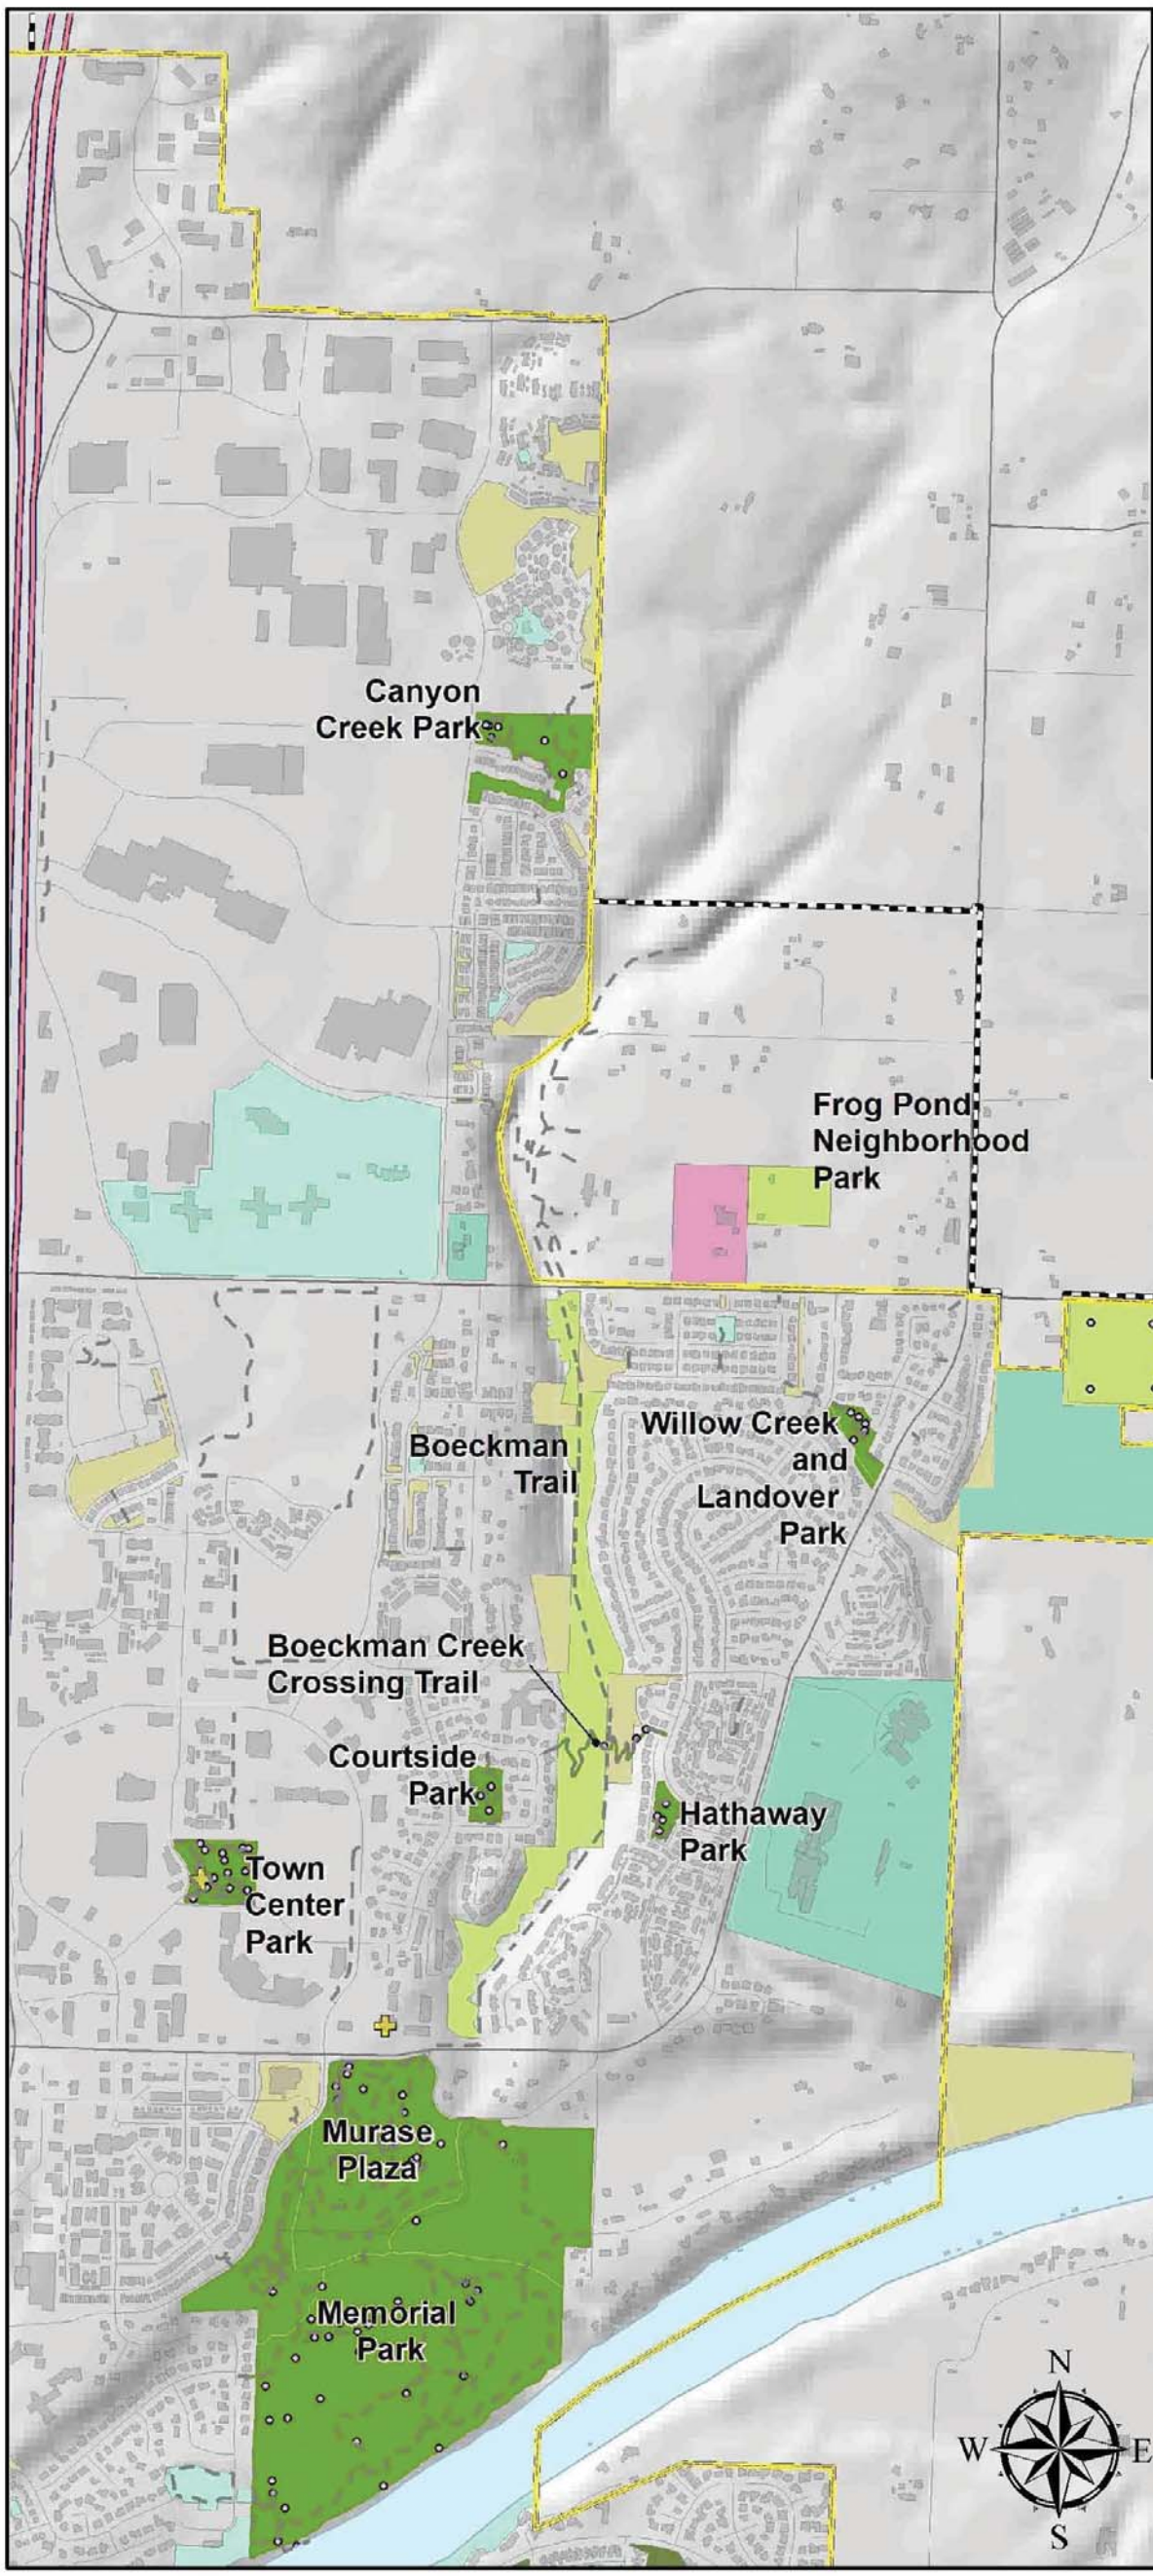 Canyon
Creek Park
Frog Pond
Neighborhood
Park
Willow Creek
and
Landover
Park
Boeckman
Trail
Boeckman Creek
Crossing Trail
Courtside
Park
Hathaway
Park
Town
Center
Park
Murase
Plaza
Memorial
Park
N
W
E
S